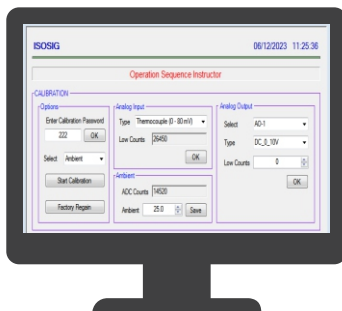 ISOSIG
06/12/2023 11:25:36
Operation Sequence Instructor
CALIBRATION
Options
Enter Calibration Password
222 OK
Select Ambient
Start Calibration
Factory Regain
Analog Input
Type Thermocouple (0 - 80 mV)
Low Counts 26450
OK
Ambient
ADC Counts 14520
Ambient 25.0 Save
Analog Output
Select AO-1
Type DC_0_10V
Low Counts 0
OK